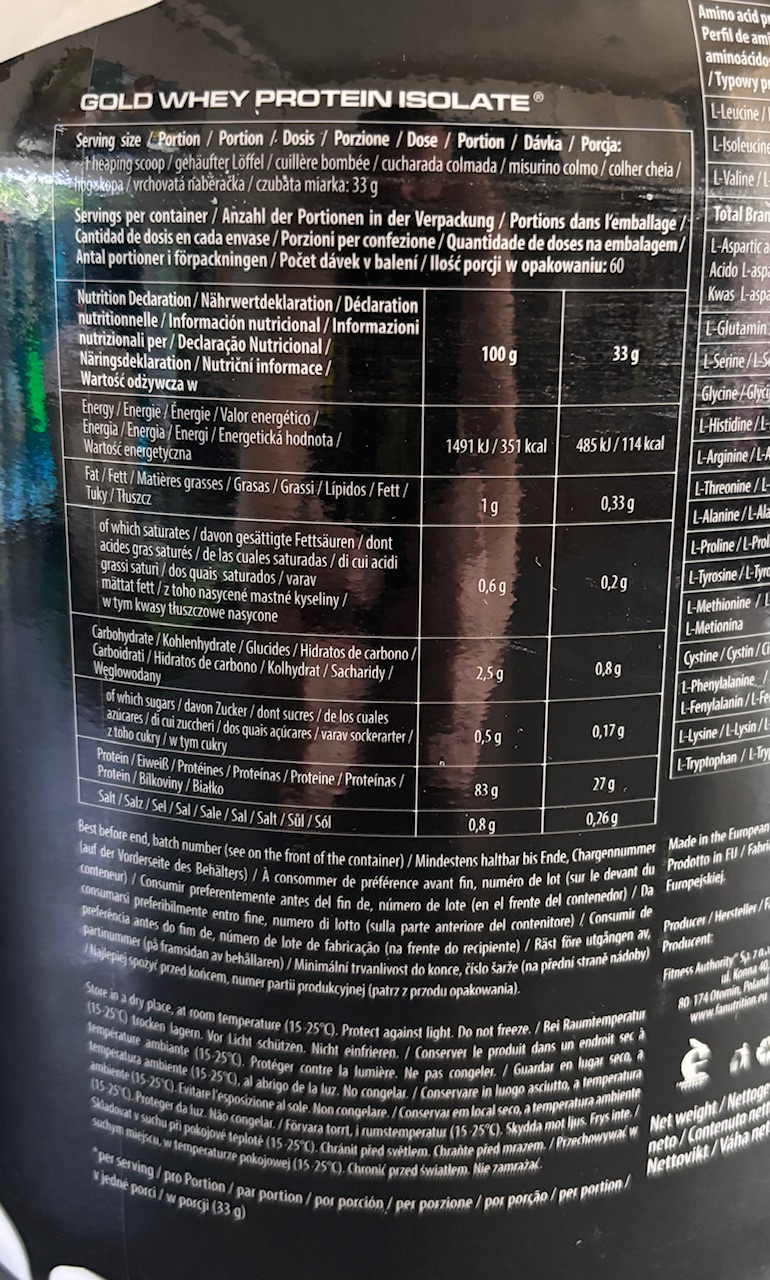 GOLD WHEY PROTEIN ISOLATE®
Serving size / Portion / Portion / Dosis / Porzione / Dose / Portion / Dávka / Porcja:
1 heaping scoop / gehäufter Löffel / cuillère bombée / cucharada colmada / misurino colmo / colher cheia /
högskopa / vrchovatá naběračka / czubata miarka: 33 g
Servings per container / Anzahl der Portionen in der Verpackung / Portions dans l'emballage /
Cantidad de dosis en cada envase / Porzioni per confezione / Quantidade de doses na embalagem /
Antal portioner i förpackningen / Počet dávek v balení / Ilość porcji w opakowaniu: 60
Nutrition Declaration / Nährwertdeklaration / Déclaration
nutritionnelle / Información nutricional / Informazioni
nutrizionali per / Declaração Nutricional /
Näringsdeklaration / Nutriční informace /
Wartość odżywcza w
100 g
33 g
Energy / Energie / Énergie / Valor energético /
Energia / Energia / Energi / Energetická hodnota /
Wartość energetyczna
1491 kJ / 351 kcal
485 kJ / 114 kcal
Fat / Fett / Matières grasses / Grasas / Grassi / Lípidos / Fett /
Tuky / Tłuszcz
1 g
0,33 g
of which saturates / davon gesättigte Fettsäuren / dont
acides gras saturés / de las cuales saturadas / di cui acidi
grassi saturi / dos quais saturados / varav
mättat fett / z toho nasycené mastné kyseliny /
w tym kwasy tłuszczowe nasycone
0,6 g
0,2 g
Carbohydrate / Kohlenhydrate / Glucides / Hidratos de carbono /
Carboidrati / Hidratos de carbono / Kolhydrat / Sacharidy /
Węglowodany
2,5 g
0,8 g
of which sugars / davon Zucker / dont sucres / de los cuales
azúcares / di cui zuccheri / dos quais açúcares / varav sockerarter /
z toho cukry / w tym cukry
0,5 g
0,17 g
Protein / Eiweiß / Protéines / Proteínas / Proteine / Proteínas /
Protein / Bílkoviny / Białko
83 g
27 g
Salt / Salz / Sel / Sal / Sale / Sal / Salt / Sůl / Sól
0,8 g
0,26 g
Best before end, batch number (see on the front of the container) / Mindestens haltbar bis Ende, Chargennummer
(auf der Vorderseite des Behälters) / À consommer de préférence avant fin, numéro de lot (sur le devant du
conteneur) / Consumir preferentemente antes del fin de, número de lote (en el frente del contenedor) / Da
consumarsi preferibilmente entro fine, numero di lotto (sulla parte anteriore del contenitore) / Consumir de
preferência antes do fim de, número de lote de fabricação (na frente do recipiente) / Bäst före utgången av,
partinummer (på framsidan av behållaren) / Minimální trvanlivost do konce, číslo šarže (na přední straně nádoby)
/ Najlepiej spożyć przed końcem, numer partii produkcyjnej (patrz z przodu opakowania).
Store in a dry place, at room temperature (15-25°C). Protect against light. Do not freeze. / Bei Raumtemperatur
(15-25°C) trocken lagern. Vor Licht schützen. Nicht einfrieren. / Conserver le produit dans un endroit sec à
température ambiante (15-25°C). Protéger contre la lumière. Ne pas congeler. / Guardar en lugar seco, a
temperatura ambiente (15-25°C), al abrigo de la luz. No congelar. / Conservare in luogo asciutto, a temperatura
ambiente (15-25°C). Evitare l'esposizione al sole. Non congelare. / Conservar em local seco, a temperatura ambiente
(15-25°C). Proteger da luz. Não congelar. / Förvara torrt, i rumstemperatur (15-25°C). Skydda mot ljus. Frys inte. /
Skladovat v suchu při pokojové teplotě (15-25°C). Chránit před světlem. Chraňte před mrazem. / Przechowywać w
suchym miejscu, w temperaturze pokojowej (15-25°C). Chronić przed światłem. Nie zamrażać.
*per serving / pro Portion / par portion / por porción / per porzione / por porção / per portion /
v jedné porci / w porcji (33 g)
Amino acid
Perfil de
aminoácido
/ Typowy
L-Leucine /
L-Isoleucine
L-Valine /
Total
L-Aspartic
Acido
Kwas
L-Glutamin
L-Serine /
Glycine /
L-Histidine /
L-Arginine /
L-Threonine /
L-Alanine /
L-Proline /
L-Tyrosine /
L-Methionine /
L-Metionina
Cystine / Cystin /
L-Phenylalanine /
L-Fenylalanin /
L-Lysine / L-Lysin /
L-Tryptophan /
Made in the European
Prodotto in EU /
Europejskiej.
Producer / Hersteller /
Producent:
Fitness Authority® Sp. z o.o.
ul. Konna 40,
80-174 Otomin, Poland
www.fanutrition.eu
Net weight /
neto / Contenuto
Nettovikt / Váha